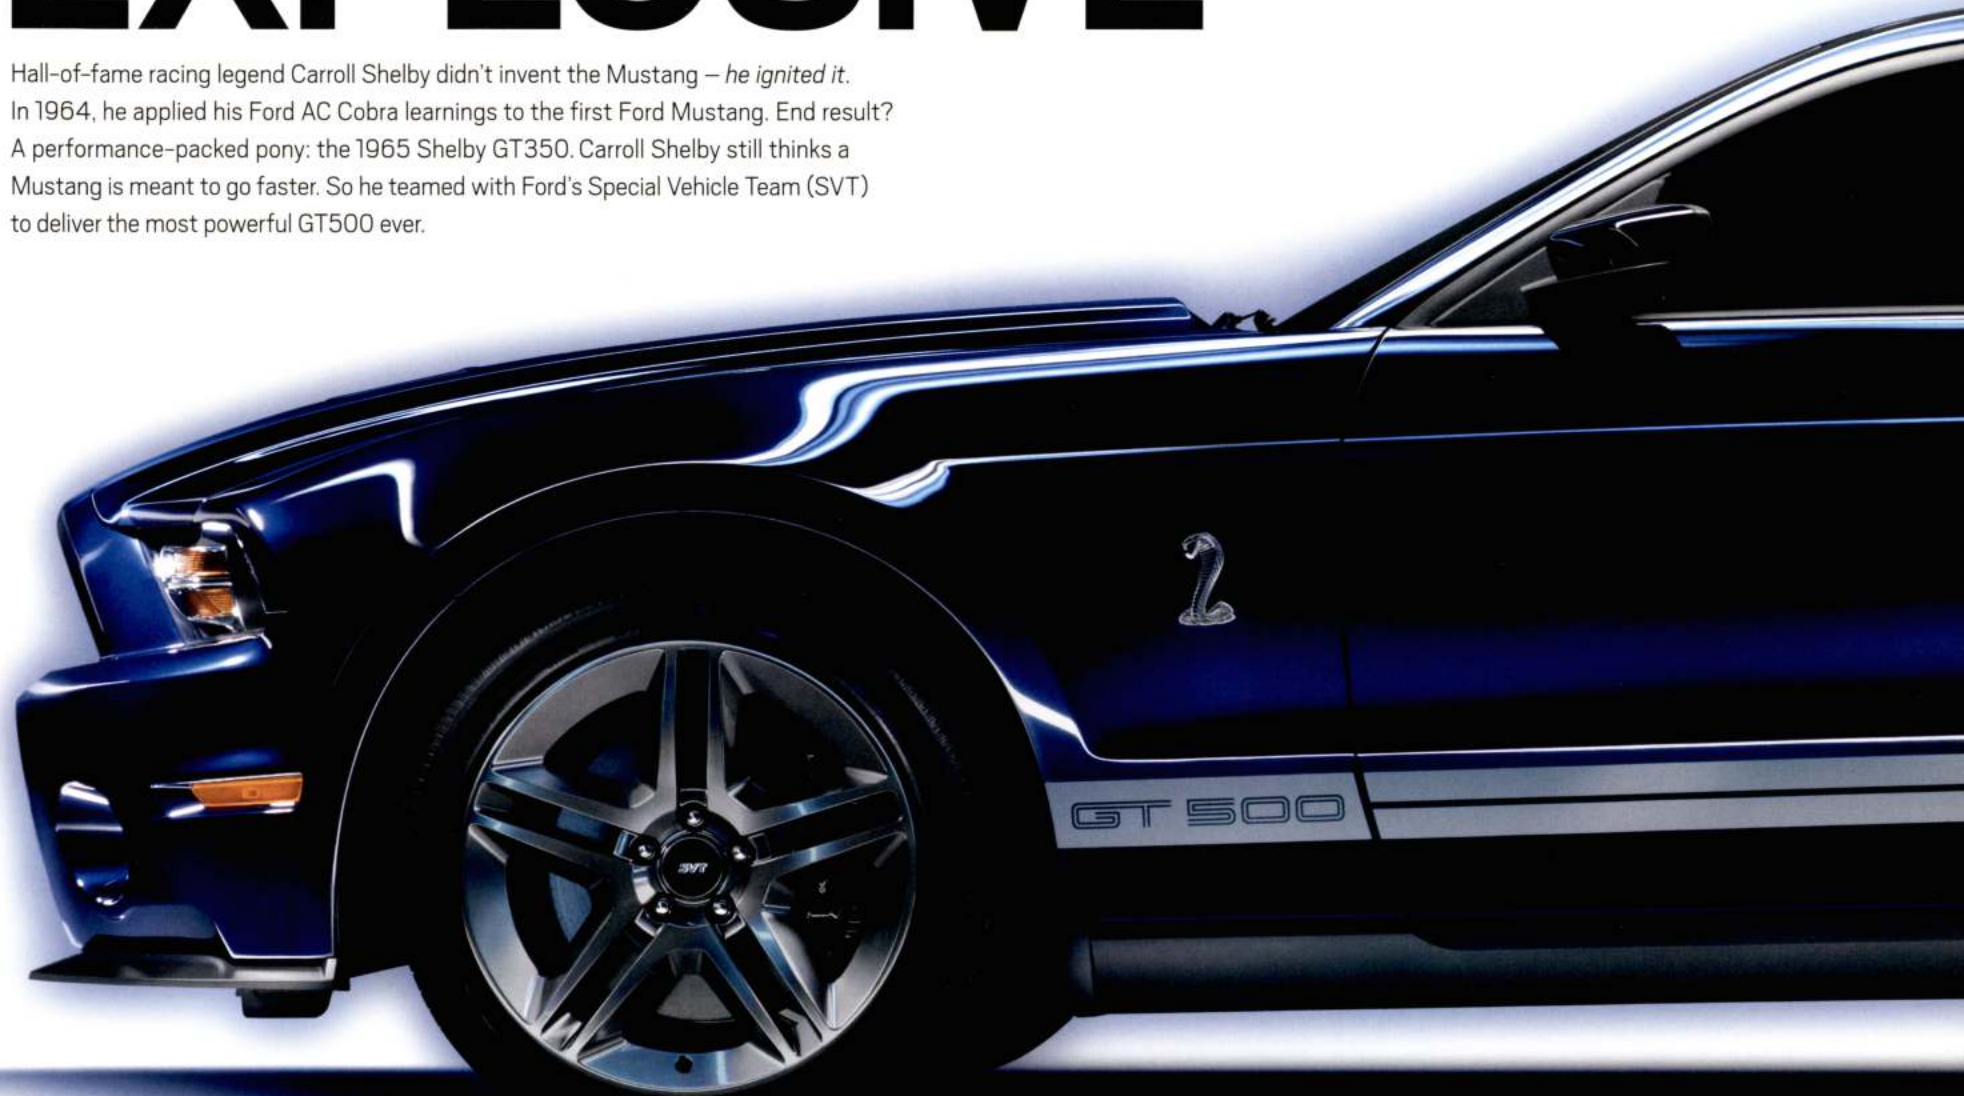 EXPLOSIVE
Hall-of-fame racing legend Carroll Shelby didn't invent the Mustang – he ignited it.
In 1964, he applied his Ford AC Cobra learnings to the first Ford Mustang. End result?
A performance-packed pony: the 1965 Shelby GT350. Carroll Shelby still thinks a
Mustang is meant to go faster. So he teamed with Ford's Special Vehicle Team (SVT)
to deliver the most powerful GT500 ever.
GT 500
SVT